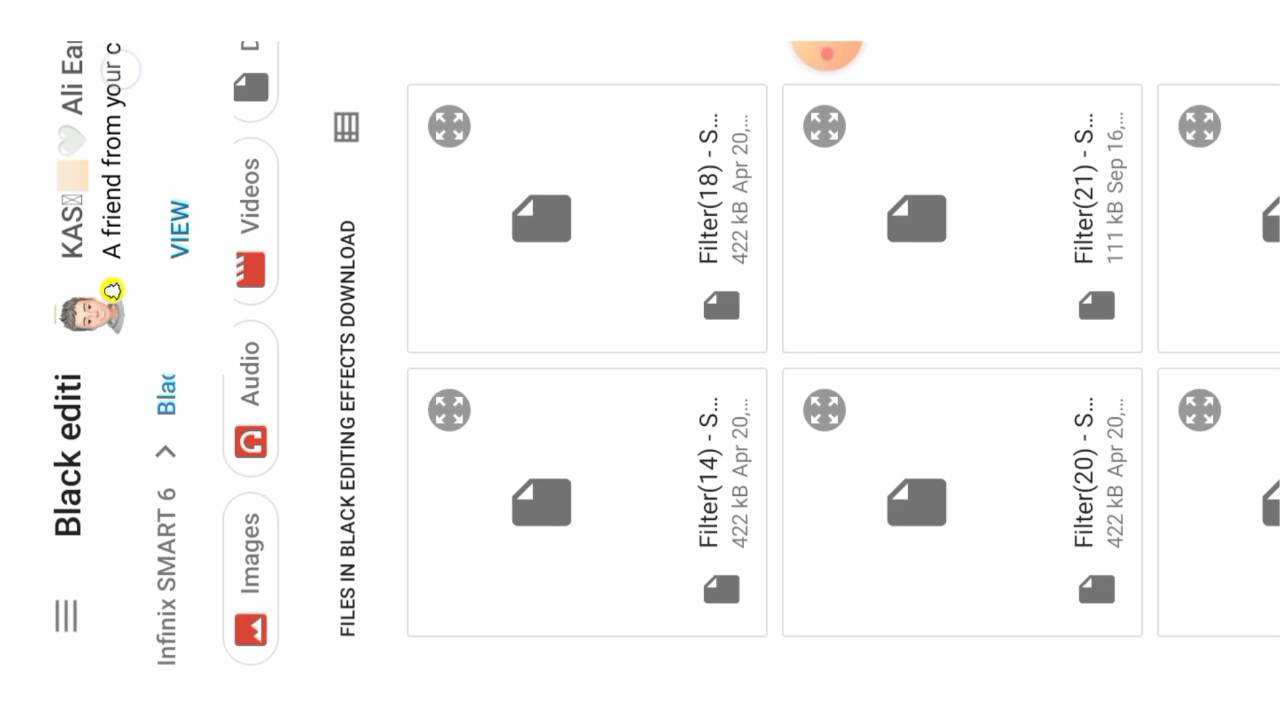 Black editi
KAS
Ali Ea
A friend from your c
VIEW
Infinix SMART 6 > Blac
Images
Audio
Videos
D
FILES IN BLACK EDITING EFFECTS DOWNLOAD
Filter(14) - S...
422 kB Apr 20,...
Filter(18) - S...
422 kB Apr 20,...
Filter(20) - S...
422 kB Apr 20,...
Filter(21) - S...
111 kB Sep 16,...